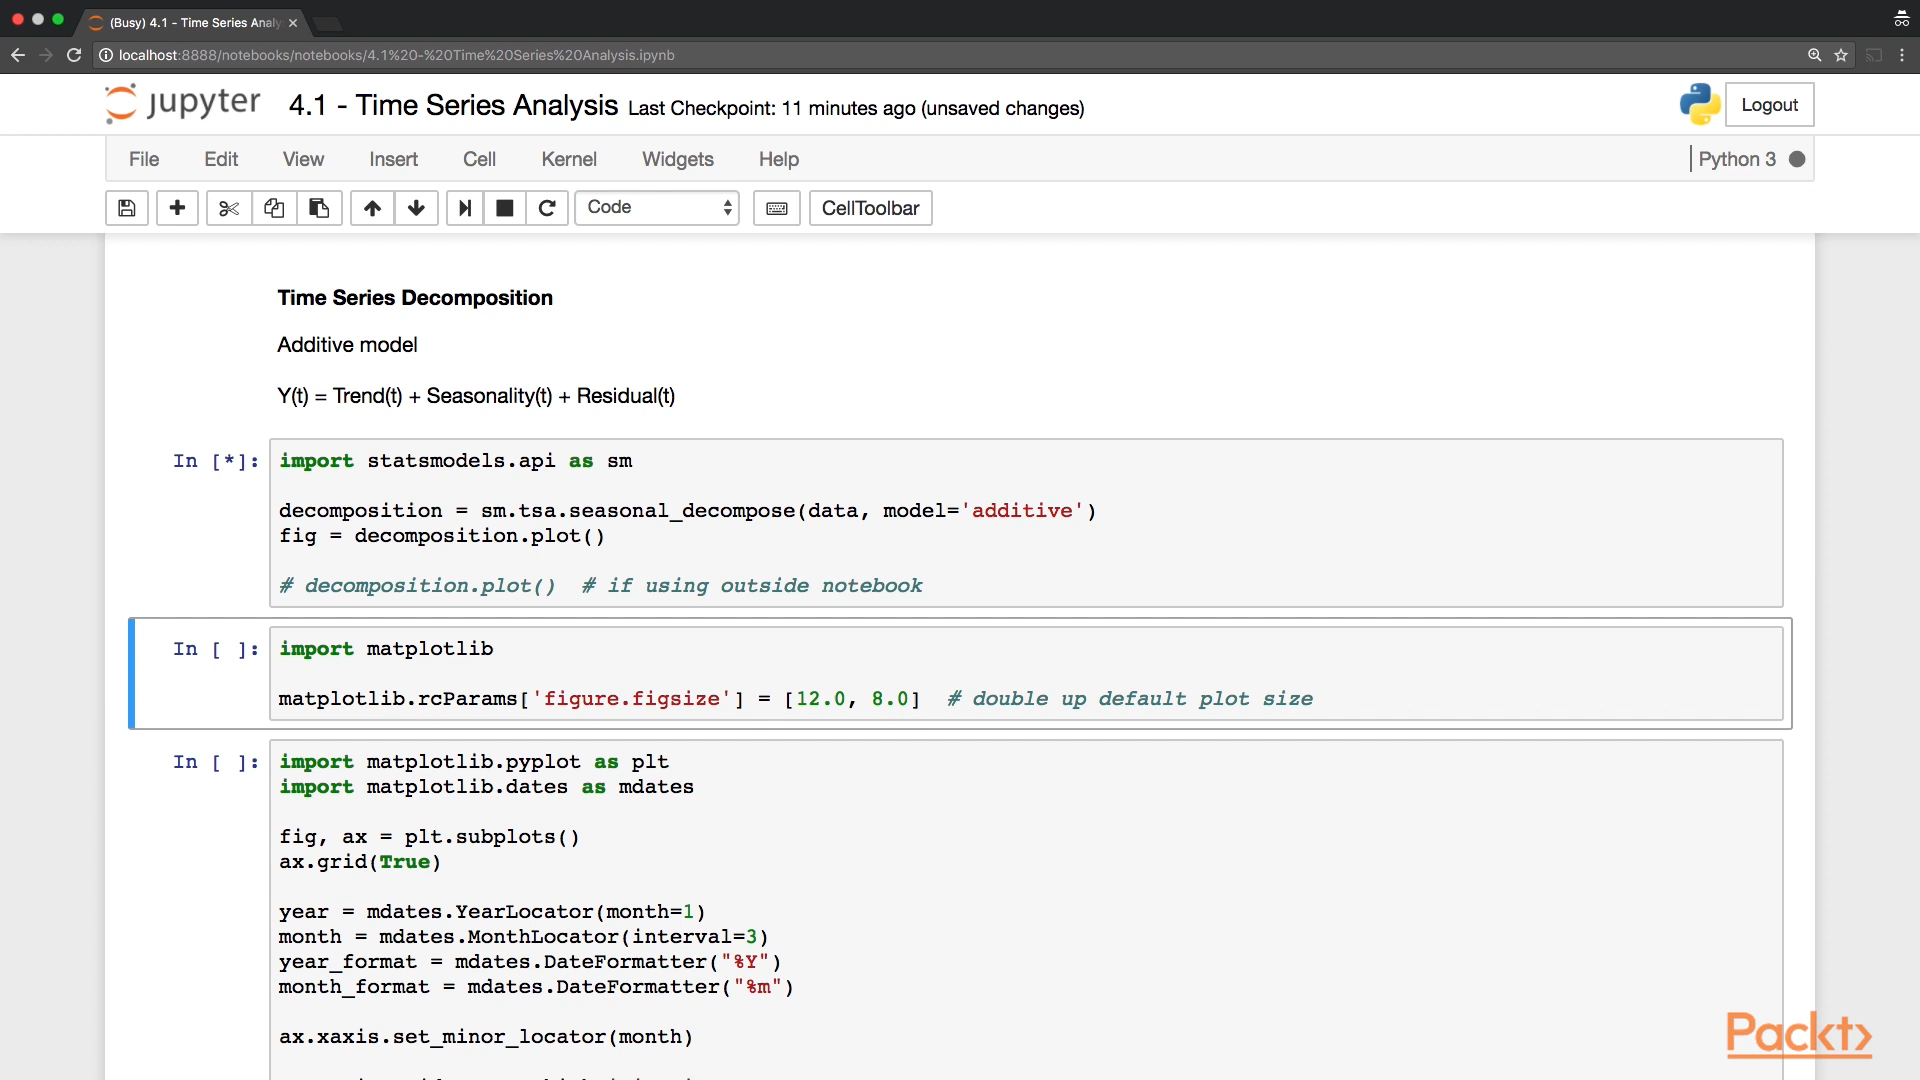 (Busy) 4.1 - Time Series Analy
localhost:8888/notebooks/notebooks/4.1%20-%20Time%20Series%20Analysis.ipynb
jupyter 4.1 - Time Series Analysis Last Checkpoint: 11 minutes ago (unsaved changes) Logout
File Edit View Insert Cell Kernel Widgets Help Python 3
Code CellToolbar
Time Series Decomposition
Additive model
Y(t) = Trend(t) + Seasonality(t) + Residual(t)
In [*]: import statsmodels.api as sm
decomposition = sm.tsa.seasonal_decompose(data, model='additive')
fig = decomposition.plot()
# decomposition.plot()  # if using outside notebook
In [ ]: import matplotlib
matplotlib.rcParams['figure.figsize'] = [12.0, 8.0]  # double up default plot size
In [ ]: import matplotlib.pyplot as plt
import matplotlib.dates as mdates
fig, ax = plt.subplots()
ax.grid(True)
year = mdates.YearLocator(month=1)
month = mdates.MonthLocator(interval=3)
year_format = mdates.DateFormatter("%Y")
month_format = mdates.DateFormatter("%m")
ax.xaxis.set_minor_locator(month)
Packt>